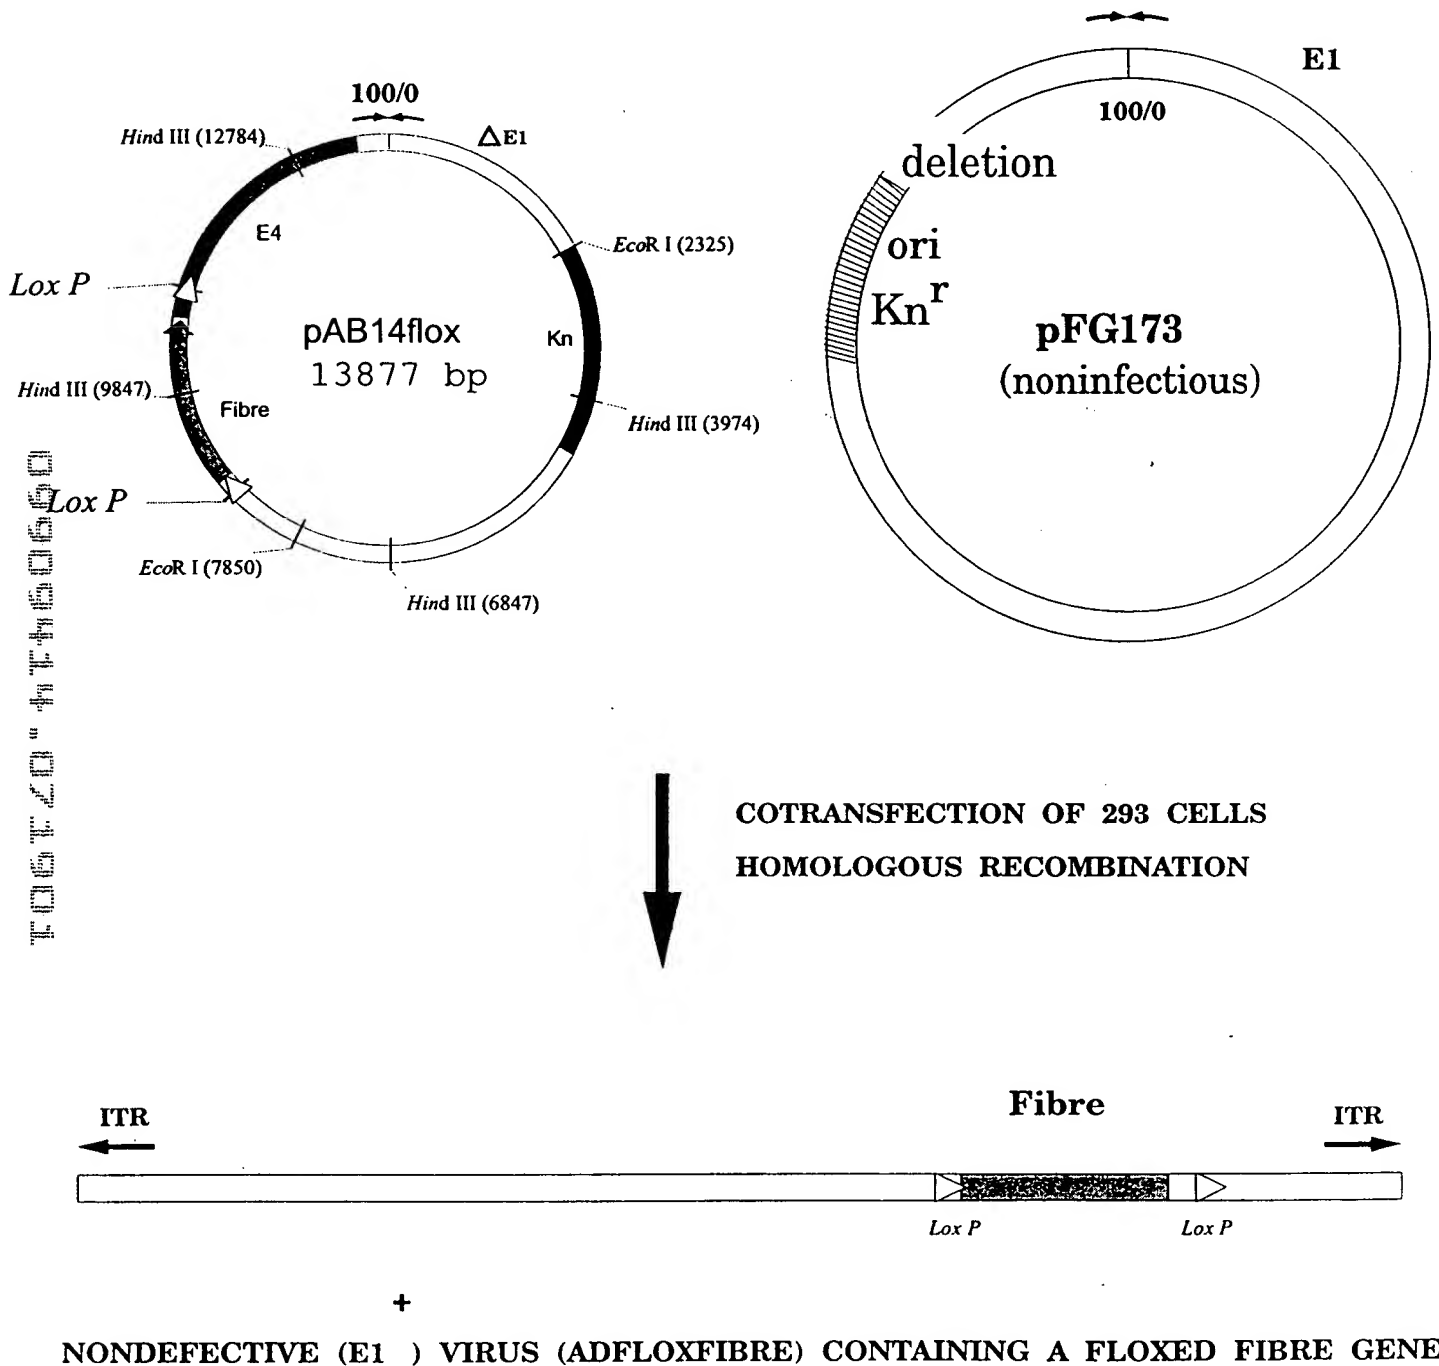 100/0
Hind III (12784)
△E1
E4
EcoR I (2325)
Lox P
pAB14flox
13877 bp
Kn
Hind III (9847)
Fibre
Hind III (3974)
Lox P
EcoR I (7850)
Hind III (6847)
E1
100/0
deletion
ori
Knʳ
pFG173
(noninfectious)
COTRANSFECTION OF 293 CELLS
HOMOLOGOUS RECOMBINATION
Fibre
ITR
ITR
Lox P
Lox P
+
NONDEFECTIVE (E1 ) VIRUS (ADFLOXFIBRE) CONTAINING A FLOXED FIBRE GENE